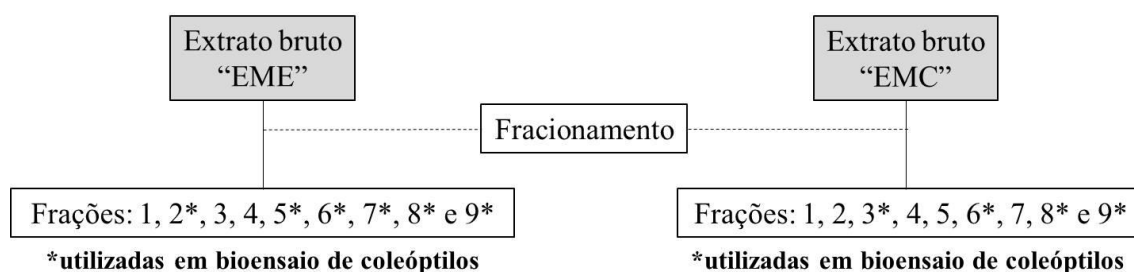 Extrato bruto
“EME”
Extrato bruto
“EMC”
Fracionamento
Frações: 1, 2*, 3, 4, 5*, 6*, 7*, 8* e 9*
*utilizadas em bioensaio de coleóptilos
Frações: 1, 2, 3*, 4, 5, 6*, 7, 8* e 9*
*utilizadas em bioensaio de coleóptilos